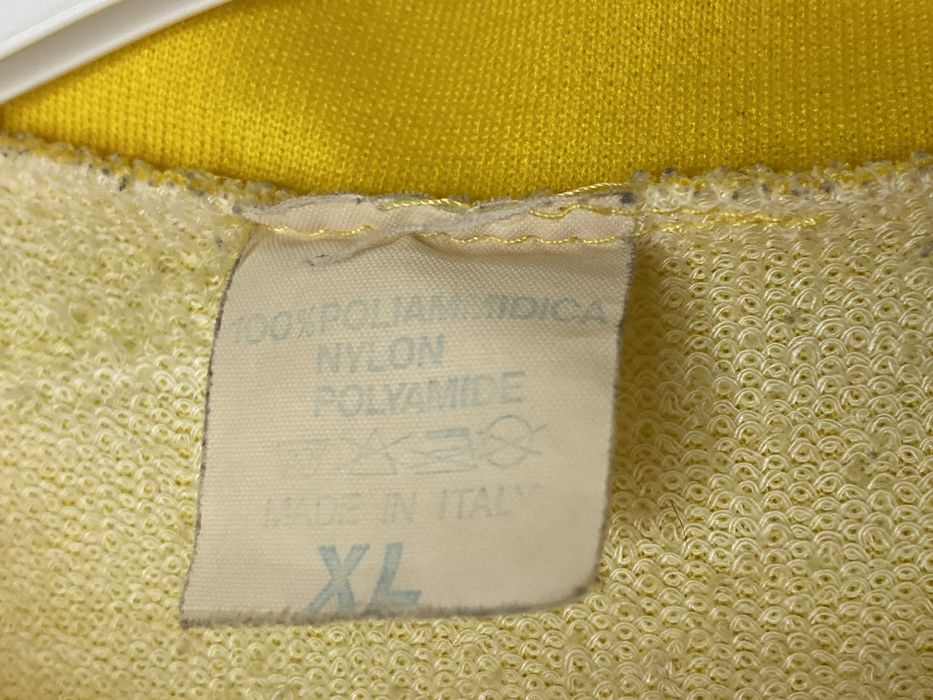 100% POLIAMMIDICA
NYLON
POLYAMIDE
MADE IN ITALY
XL